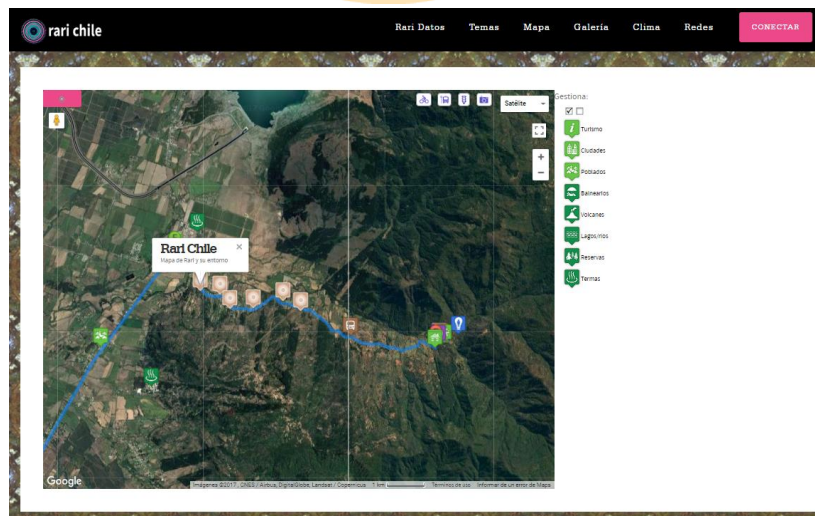 rari chile
Rari Datos Temas Mapa Galería Clima Redes CONECTAR
Satélite
Gestiona:
Turismo
Ciudades
Poblados
Balnearios
Volcanes
Lagos/rios
Reservas
Termas
Rari Chile
Mapa de Rari y su entorno
+
−
Google
Imágenes ©2017 , CNES / Airbus, DigitalGlobe, Landsat / Copernicus 1 km Términos de uso Informar de un error de Maps